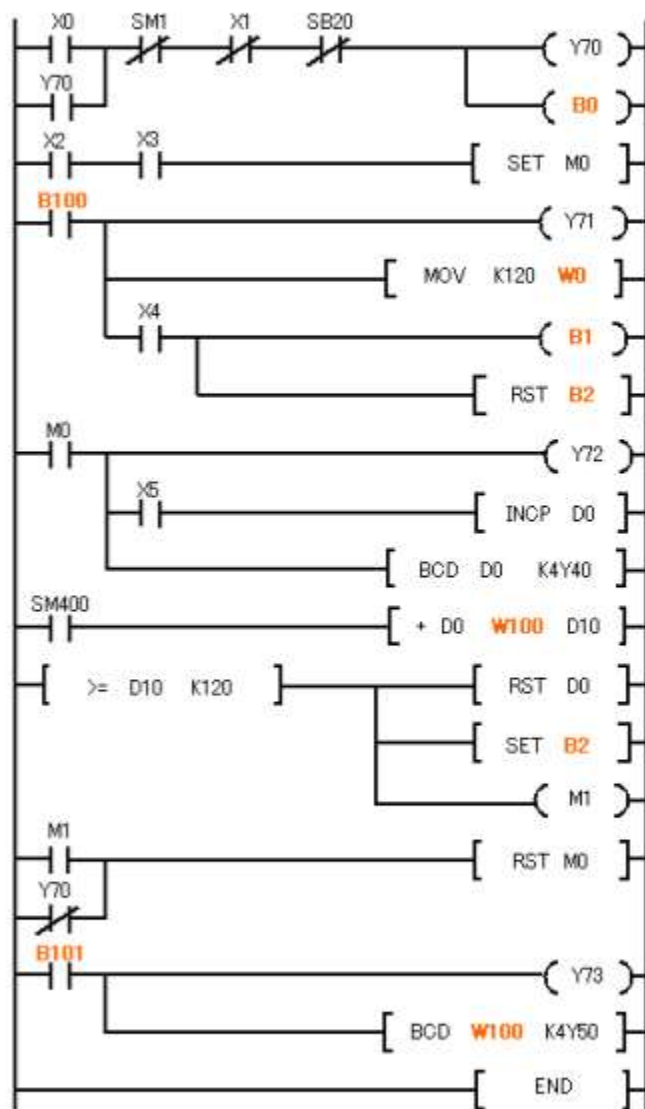 X0 SM1 X1 SB20
Y70
Y70
B0
X2 X3
SET M0
B100
Y71
MOV K120 W0
X4
B1
RST B2
M0
Y72
X5
INCP D0
BCD D0 K4Y40
SM400
+ D0 W100 D10
>= D10 K120
RST D0
SET B2
M1
M1
RST M0
Y70
B101
Y73
BCD W100 K4Y50
END